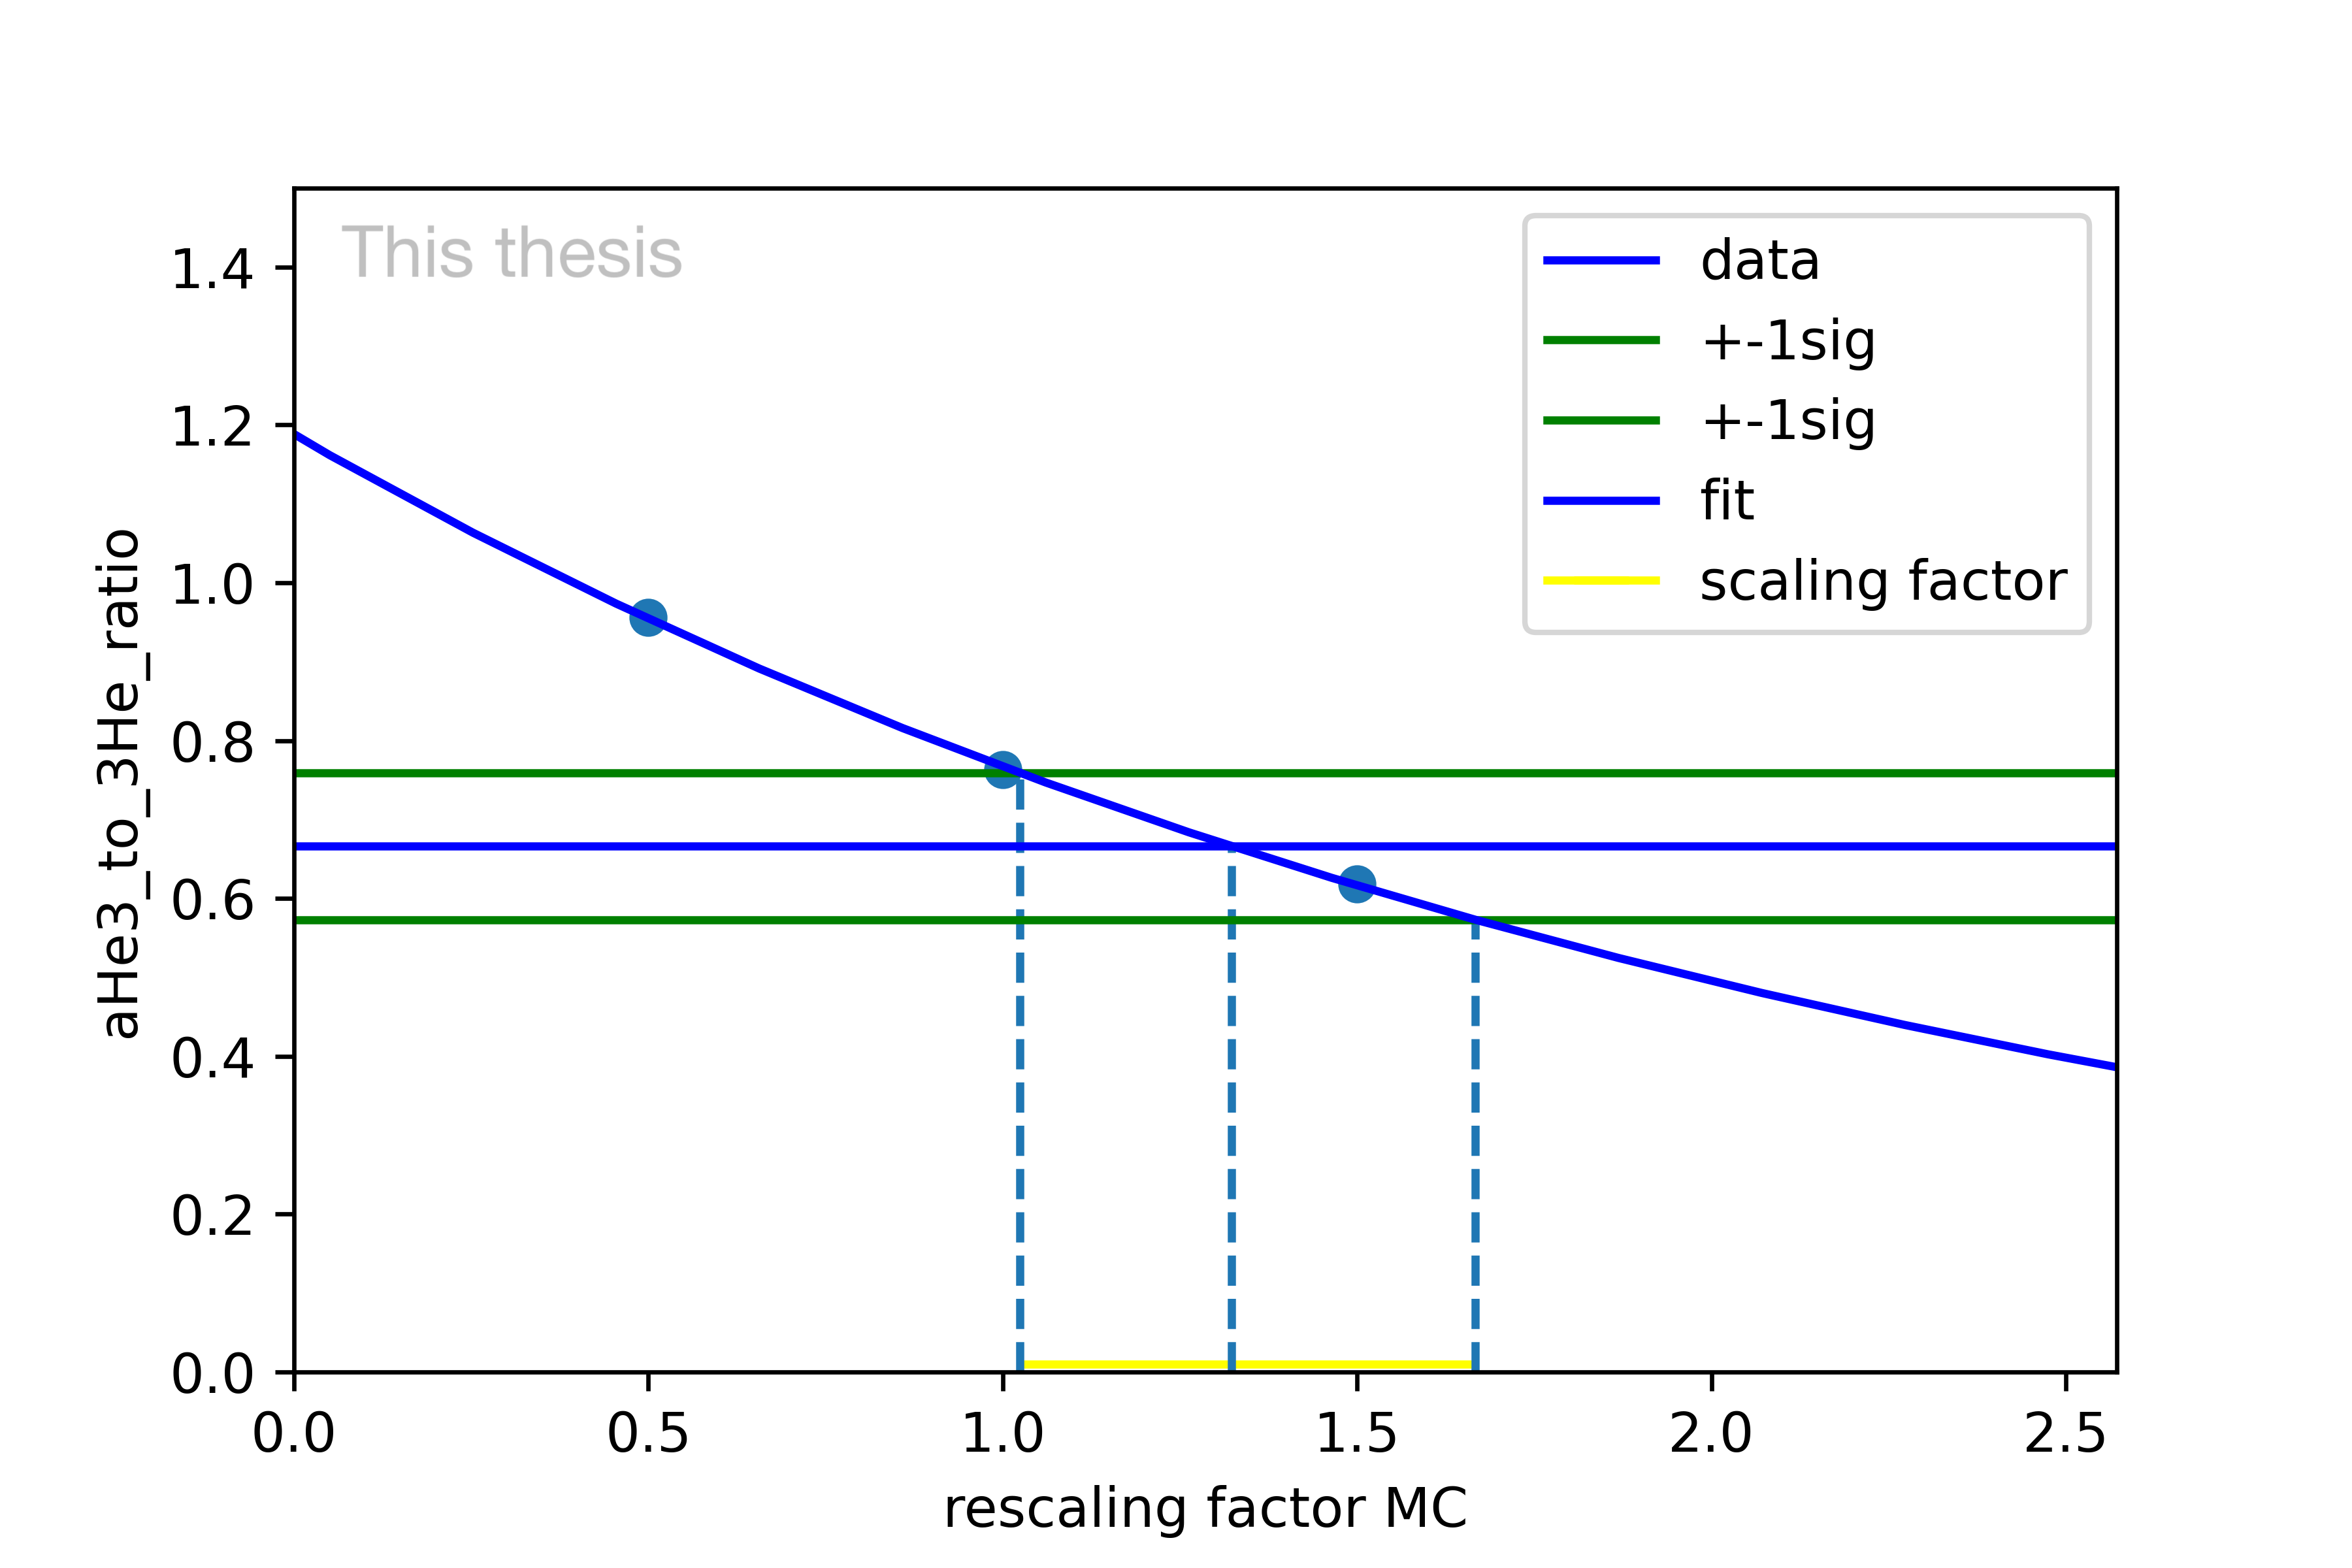 This thesis
data
+-1sig
+-1sig
fit
scaling factor
aHe3_to_3He_ratio
1.4
1.2
1.0
0.8
0.6
0.4
0.2
0.0
0.0 0.5 1.0 1.5 2.0 2.5
rescaling factor MC